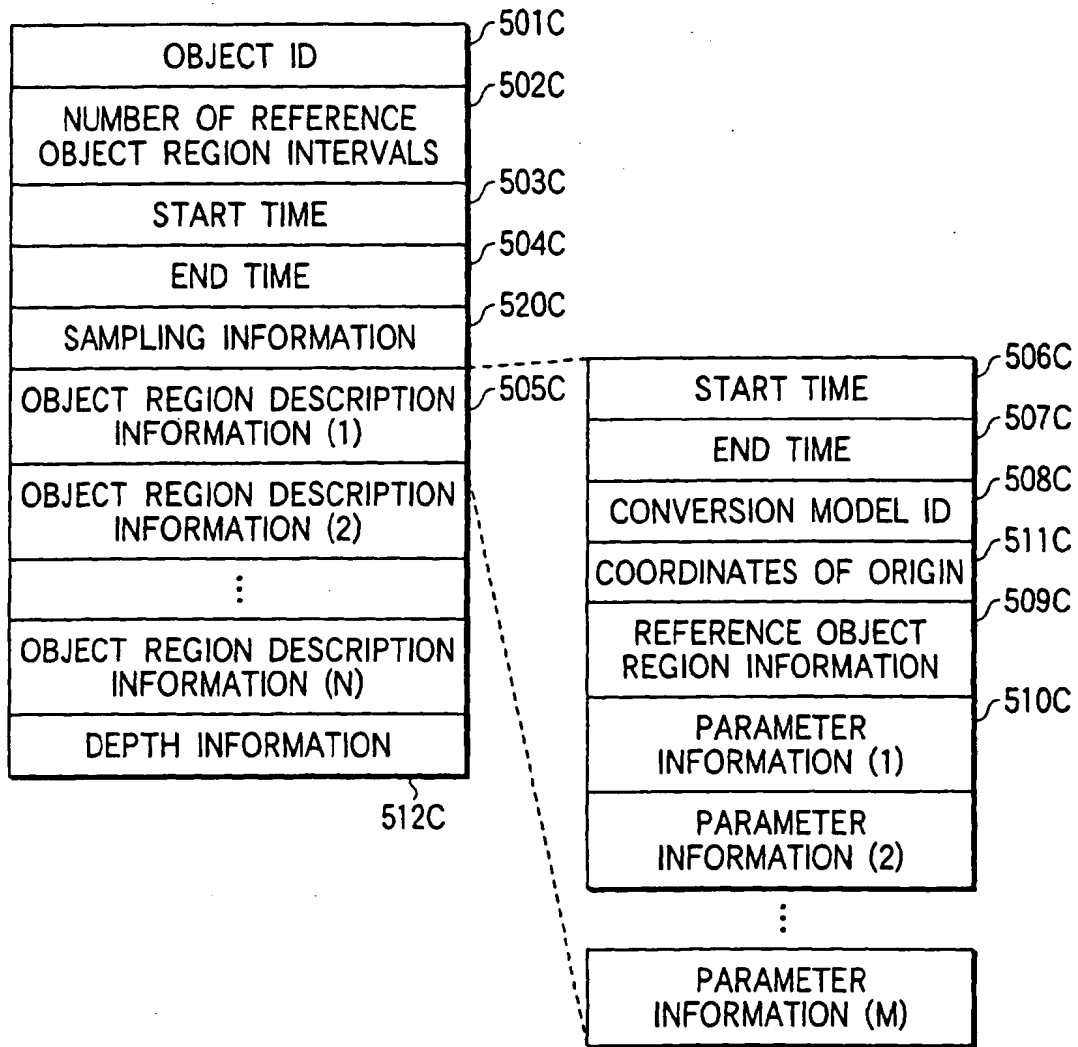 501C
OBJECT ID
502C
NUMBER OF REFERENCE
OBJECT REGION INTERVALS
503C
START TIME
504C
END TIME
520C
SAMPLING INFORMATION
505C
OBJECT REGION DESCRIPTION
INFORMATION (1)
OBJECT REGION DESCRIPTION
INFORMATION (2)
⋮
OBJECT REGION DESCRIPTION
INFORMATION (N)
DEPTH INFORMATION
512C
506C
START TIME
507C
END TIME
508C
CONVERSION MODEL ID
511C
COORDINATES OF ORIGIN
509C
REFERENCE OBJECT
REGION INFORMATION
510C
PARAMETER
INFORMATION (1)
PARAMETER
INFORMATION (2)
⋮
PARAMETER
INFORMATION (M)